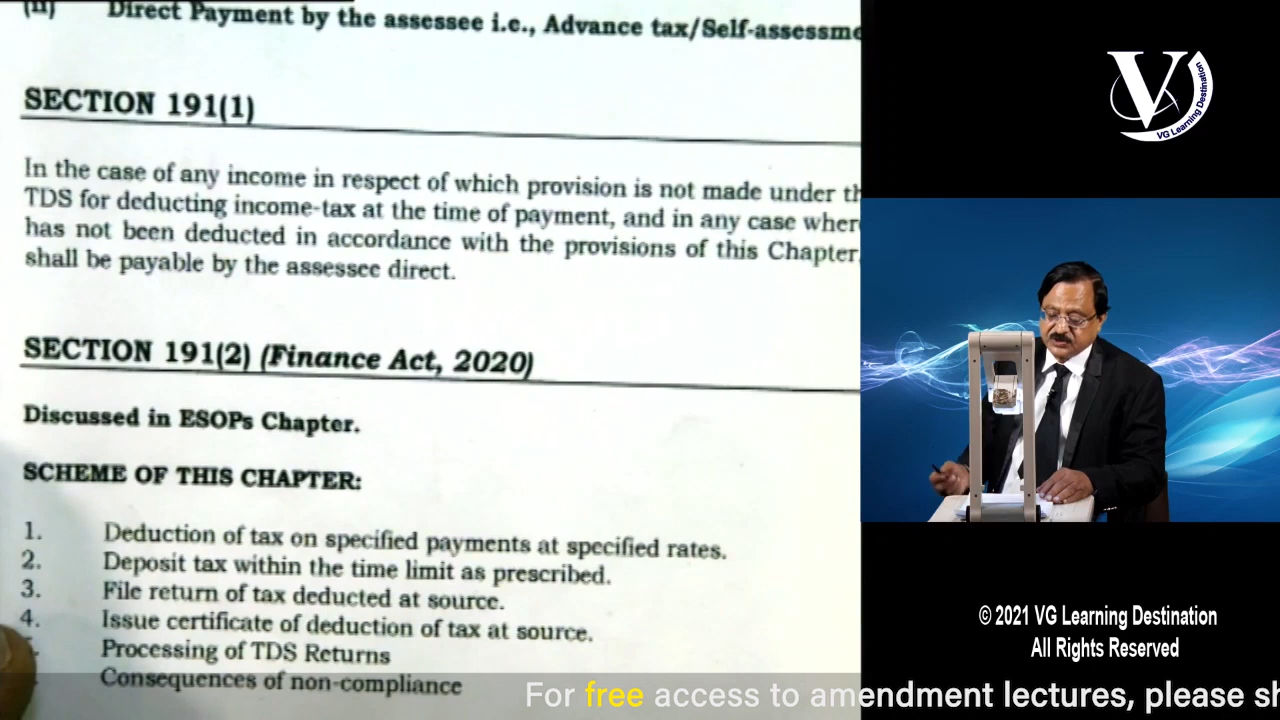 (ii) Direct Payment by the assessee i.e., Advance tax/Self-assessme
SECTION 191(1)
In the case of any income in respect of which provision is not made under th
TDS for deducting income-tax at the time of payment, and in any case wher
has not been deducted in accordance with the provisions of this Chapter,
shall be payable by the assessee direct.
SECTION 191(2) (Finance Act, 2020)
Discussed in ESOPs Chapter.
SCHEME OF THIS CHAPTER:
1. Deduction of tax on specified payments at specified rates.
2. Deposit tax within the time limit as prescribed.
3. File return of tax deducted at source.
4. Issue certificate of deduction of tax at source.
Processing of TDS Returns
Consequences of non-compliance
V
VG Learning Destination
© 2021 VG Learning Destination
All Rights Reserved
For free access to amendment lectures, please sh